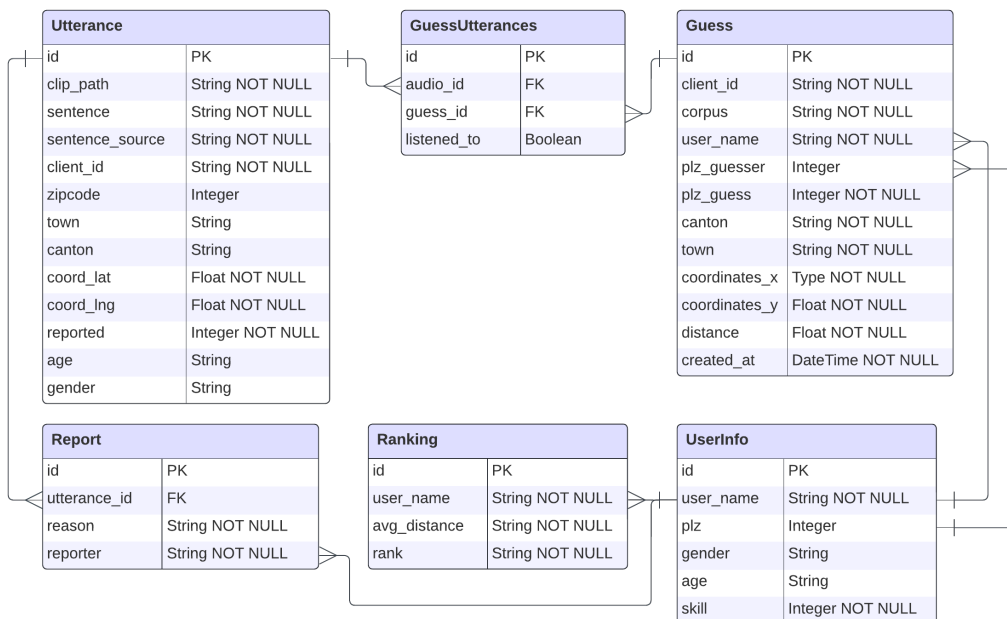 Utterance
id PK
clip_path String NOT NULL
sentence String NOT NULL
sentence_source String NOT NULL
client_id String NOT NULL
zipcode Integer
town String
canton String
coord_lat Float NOT NULL
coord_lng Float NOT NULL
reported Integer NOT NULL
age String
gender String
GuessUtterances
id PK
audio_id FK
guess_id FK
listened_to Boolean
Guess
id PK
client_id String NOT NULL
corpus String NOT NULL
user_name String NOT NULL
plz_guesser Integer
plz_guess Integer NOT NULL
canton String NOT NULL
town String NOT NULL
coordinates_x Type NOT NULL
coordinates_y Float NOT NULL
distance Float NOT NULL
created_at DateTime NOT NULL
Report
id PK
utterance_id FK
reason String NOT NULL
reporter String NOT NULL
Ranking
id PK
user_name String NOT NULL
avg_distance String NOT NULL
rank String NOT NULL
UserInfo
id PK
user_name String NOT NULL
plz Integer
gender String
age String
skill Integer NOT NULL